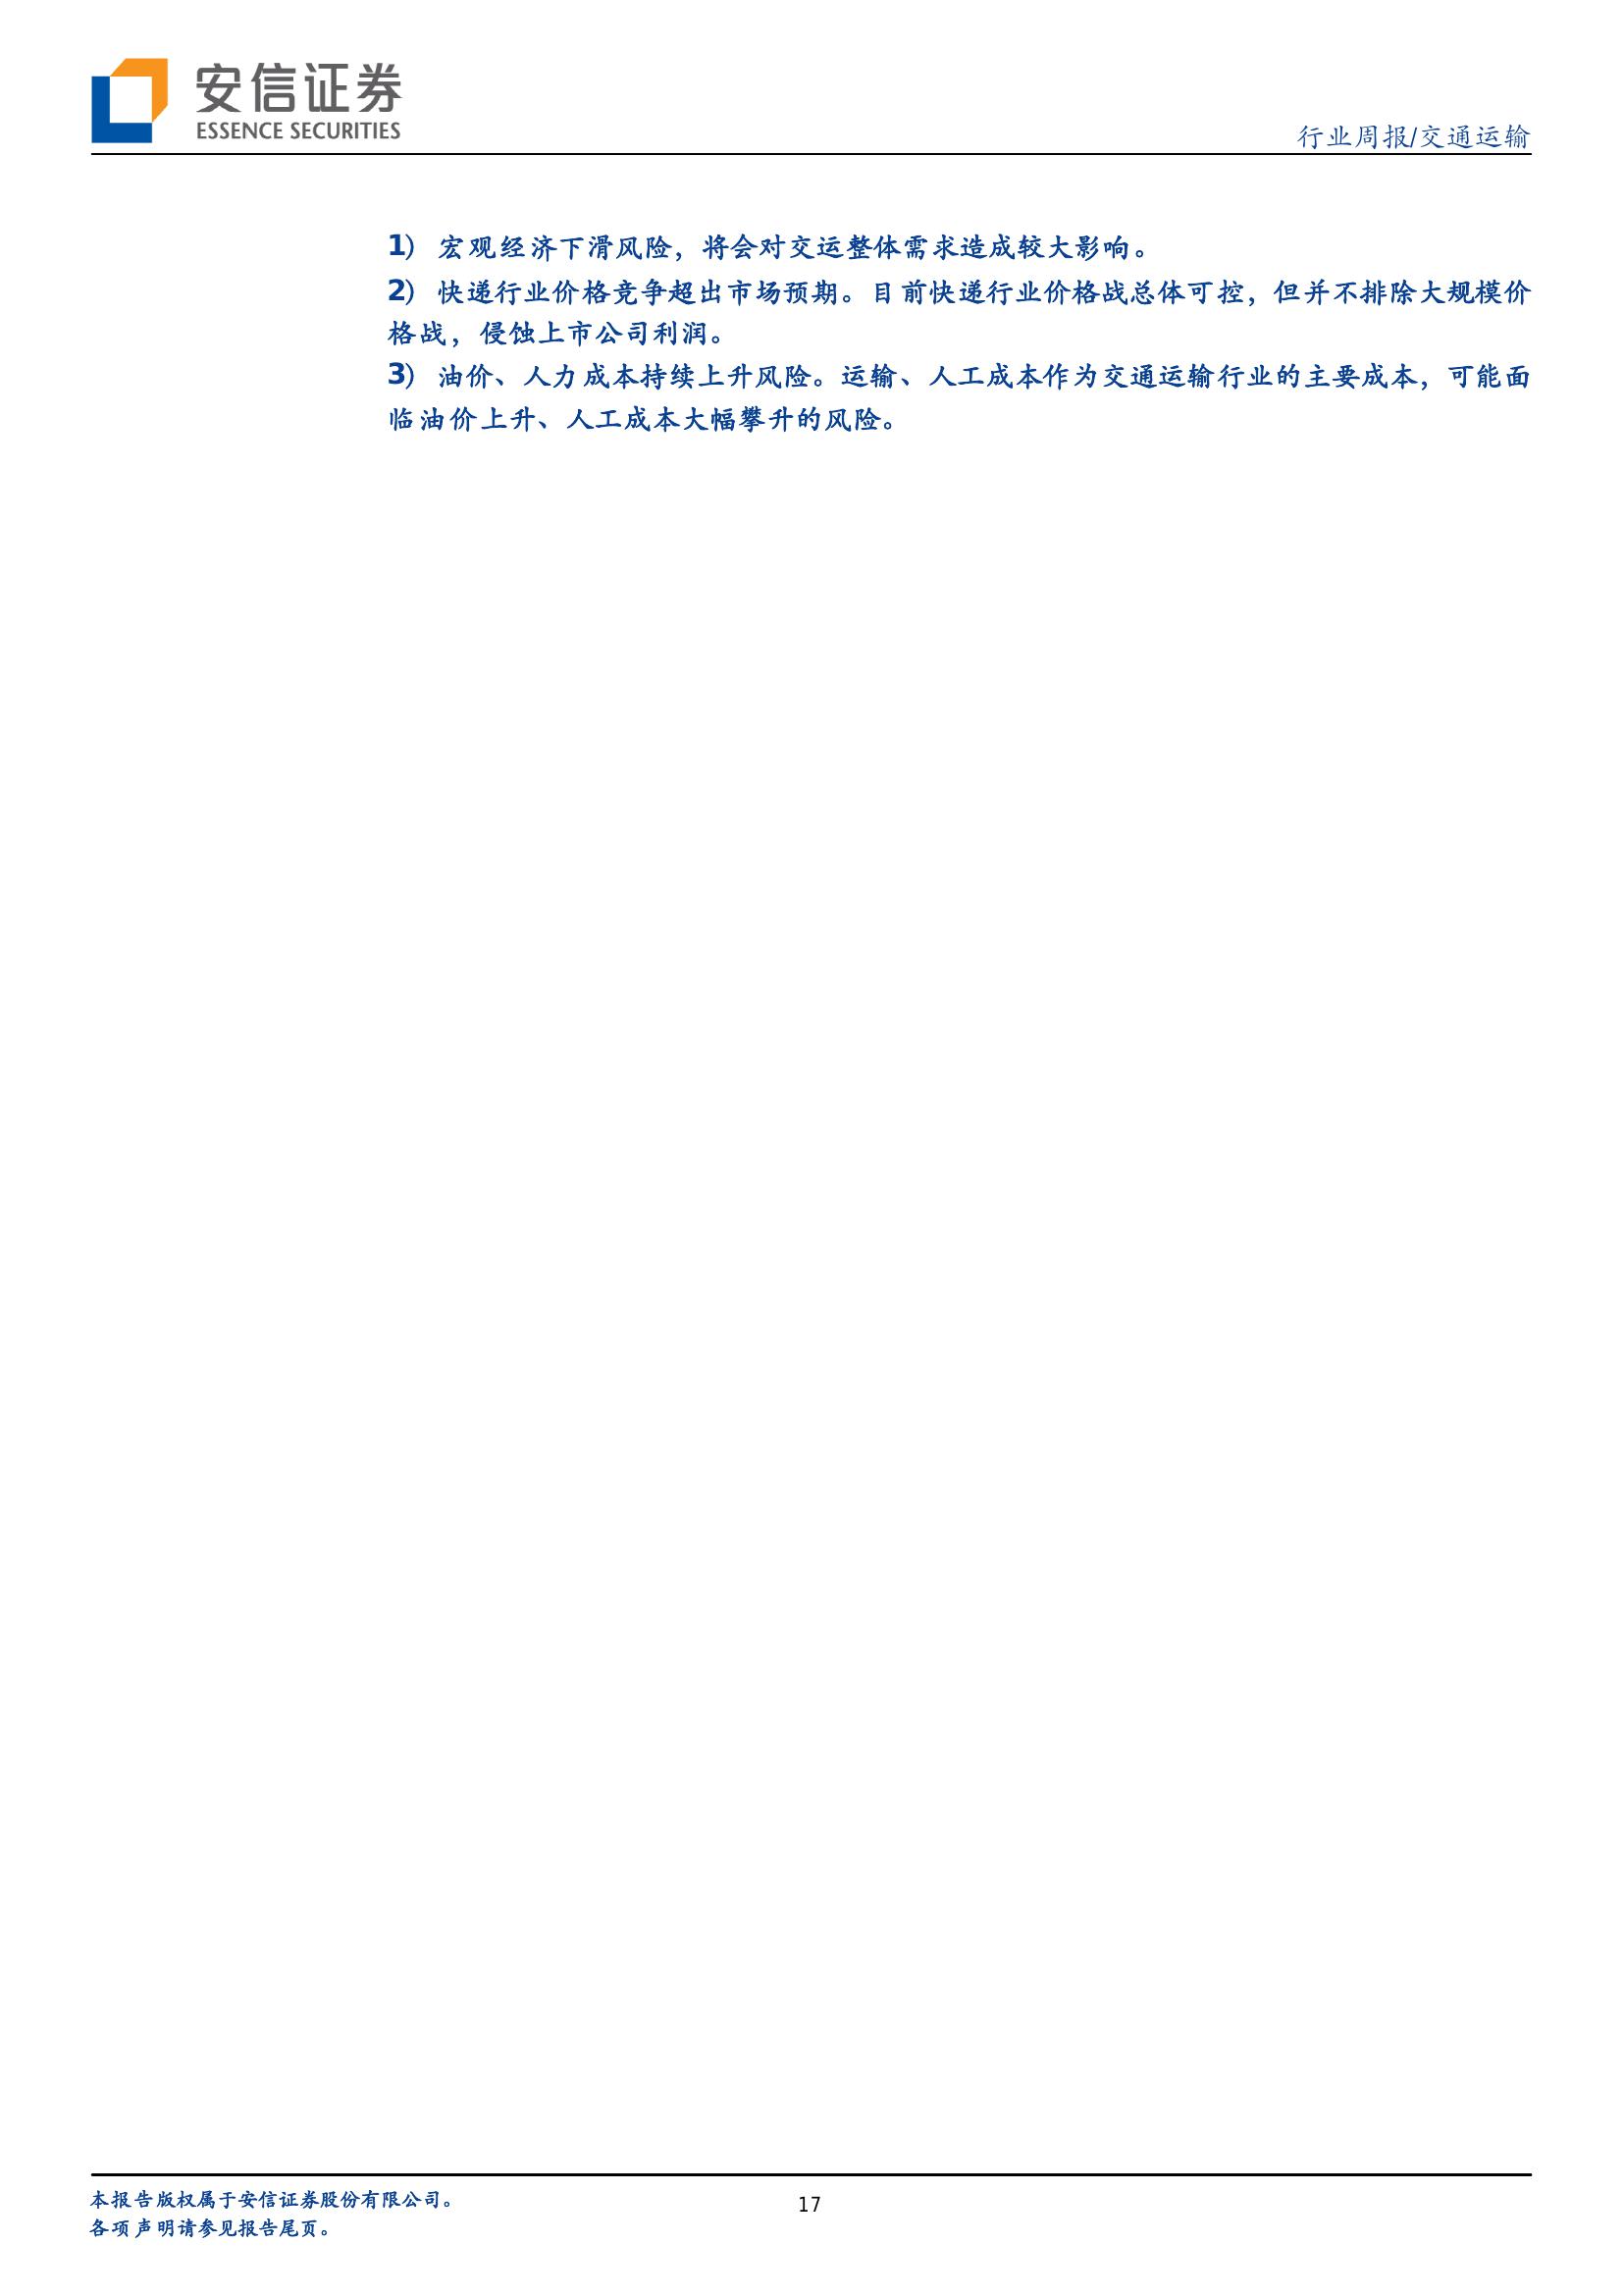 安信证券
ESSENCE SECURITIES
行业周报/交通运输
1) 宏观经济下滑风险，将会对交运整体需求造成较大影响。
2) 快递行业价格竞争超出市场预期。目前快递行业价格战总体可控，但并不排除大规模价
格战，侵蚀上市公司利润。
3) 油价、人力成本持续上升风险。运输、人工成本作为交通运输行业的主要成本，可能面
临油价上升、人工成本大幅攀升的风险。
本报告版权属于安信证券股份有限公司。
17
各项声明请参见报告尾页。